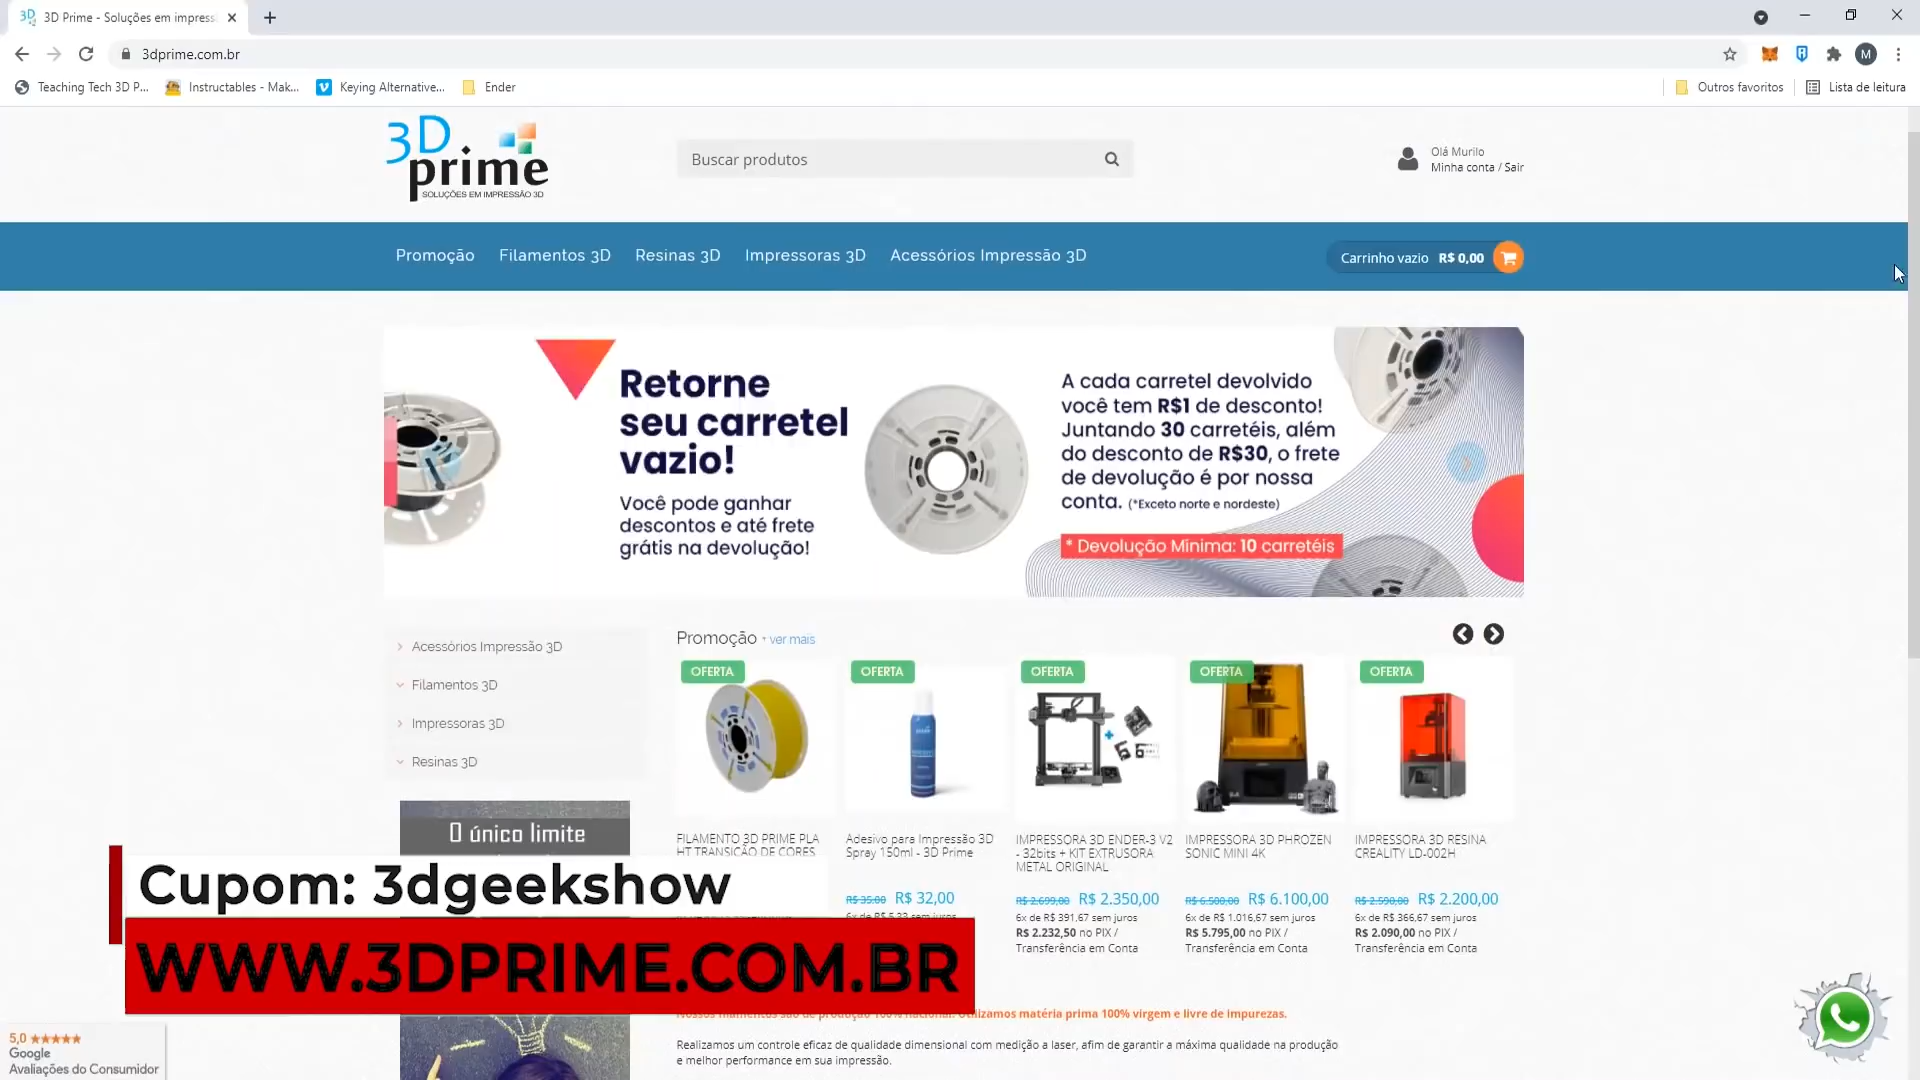 3D Prime - Soluções em impress
3dprime.com.br
M
Teaching Tech 3D P...
Instructables - Mak...
Keying Alternative...
Ender
Outros favoritos
Lista de leitura
3D
prime
SOLUÇÕES EM IMPRESSÃO 3D
Buscar produtos
Olá Murilo
Minha conta / Sair
Promoção
Filamentos 3D
Resinas 3D
Impressoras 3D
Acessórios Impressão 3D
Carrinho vazio R$ 0,00
Retorne
seu carretel
vazio!
Você pode ganhar
descontos e até frete
grátis na devolução!
A cada carretel devolvido
você tem R$1 de desconto!
Juntando 30 carretéis, além
do desconto de R$30, o frete
de devolução é por nossa
conta. (*Exceto norte e nordeste)
* Devolução Mínima: 10 carretéis
Acessórios Impressão 3D
Filamentos 3D
Impressoras 3D
Resinas 3D
O único limite
Promoção + ver mais
OFERTA
FILAMENTO 3D PRIME PLA
HT TRANSIÇÃO DE CORES
OFERTA
Adesivo para Impressão 3D
Spray 150ml - 3D Prime
R$ 35,00 R$ 32,00
6x de R$ 5,33 sem juros
OFERTA
IMPRESSORA 3D ENDER-3 V2
- 32bits + KIT EXTRUSORA
METAL ORIGINAL
R$ 2.699,00 R$ 2.350,00
6x de R$ 391,67 sem juros
R$ 2.232,50 no PIX /
Transferência em Conta
OFERTA
IMPRESSORA 3D PHROZEN
SONIC MINI 4K
R$ 6.500,00 R$ 6.100,00
6x de R$ 1.016,67 sem juros
R$ 5.795,00 no PIX /
Transferência em Conta
OFERTA
IMPRESSORA 3D RESINA
CREALITY LD-002H
R$ 2.590,00 R$ 2.200,00
6x de R$ 366,67 sem juros
R$ 2.090,00 no PIX /
Transferência em Conta
Cupom: 3dgeekshow
WWW.3DPRIME.COM.BR
Nossos filamentos são de produção 100% nacional. Utilizamos matéria prima 100% virgem e livre de impurezas.
Realizamos um controle eficaz de qualidade dimensional com medição a laser, afim de garantir a máxima qualidade na produção
e melhor performance em sua impressão.
5,0
Google
Avaliações do Consumidor